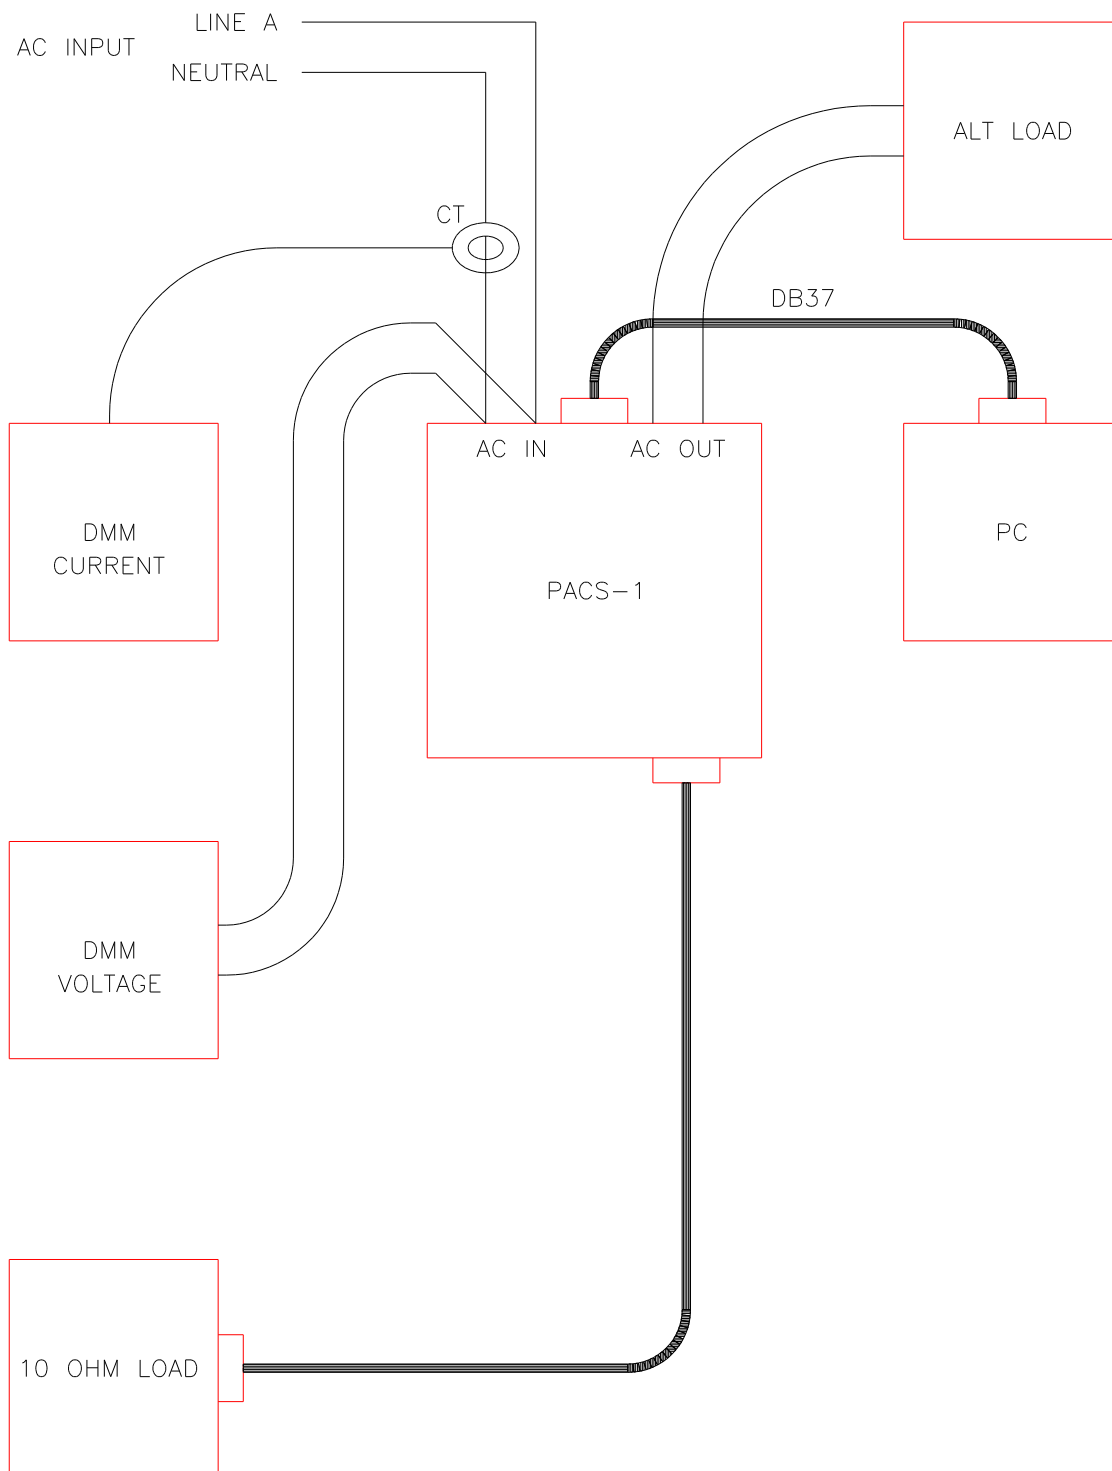 LINE A
AC INPUT
NEUTRAL
ALT LOAD
CT
DB37
AC IN
AC OUT
DMM
CURRENT
PC
PACS-1
DMM
VOLTAGE
10 OHM LOAD